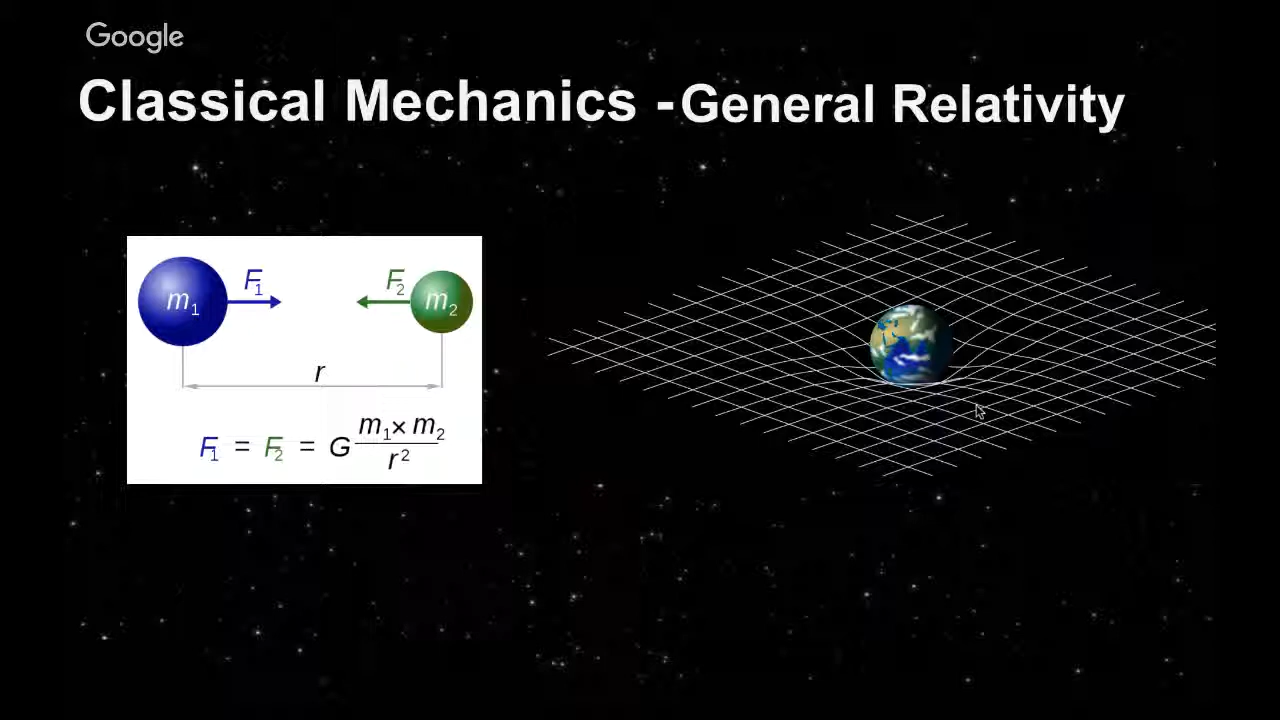 Google
Classical Mechanics - General Relativity
F1 F2
m1 m2
r
F1 = F2 = G m1 × m2 / r2